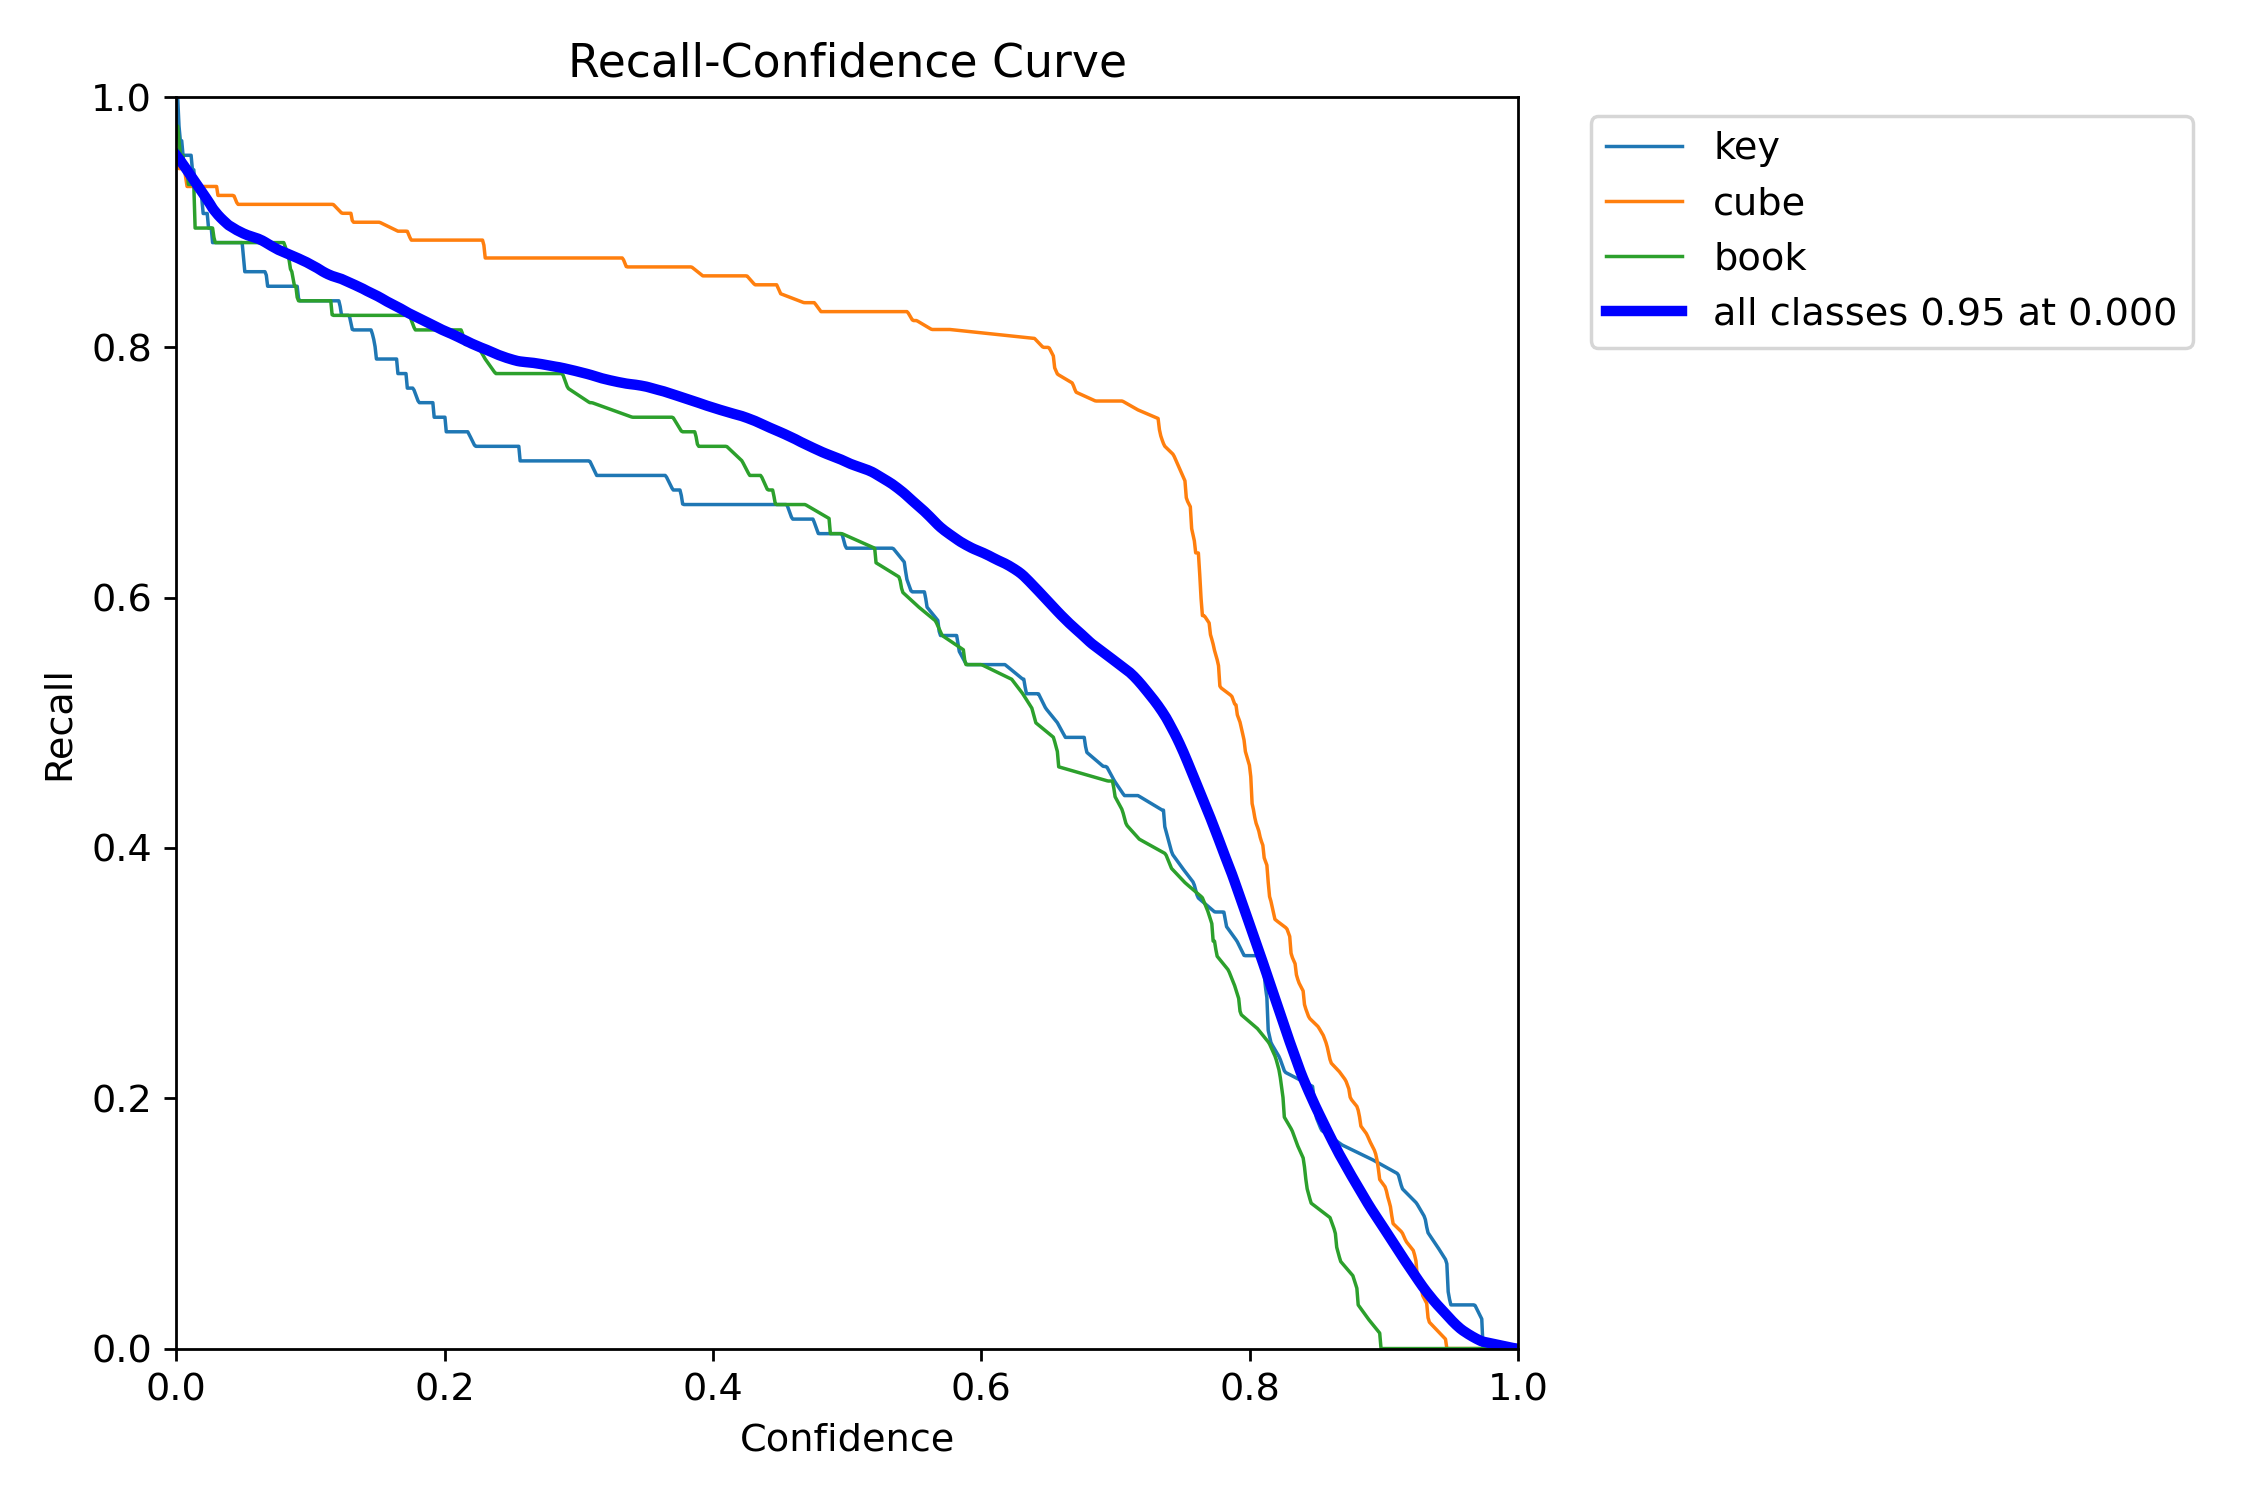 Recall-Confidence Curve
1.0
0.8
0.6
0.4
0.2
0.0
Recall
0.0 0.2 0.4 0.6 0.8 1.0
Confidence
key
cube
book
all classes 0.95 at 0.000